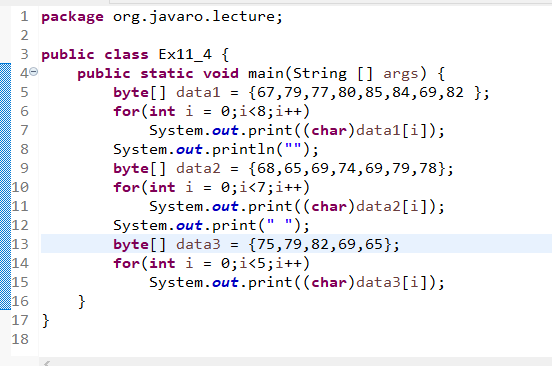 1 package org.javaro.lecture;
2
3 public class Ex11_4 {
4 public static void main(String [] args) {
5 byte[] data1 = {67,79,77,80,85,84,69,82 };
6 for(int i = 0;i<8;i++)
7 System.out.print((char)data1[i]);
8 System.out.println("");
9 byte[] data2 = {68,65,69,74,69,79,78};
10 for(int i = 0;i<7;i++)
11 System.out.print((char)data2[i]);
12 System.out.print(" ");
13 byte[] data3 = {75,79,82,69,65};
14 for(int i = 0;i<5;i++)
15 System.out.print((char)data3[i]);
16 }
17 }
18